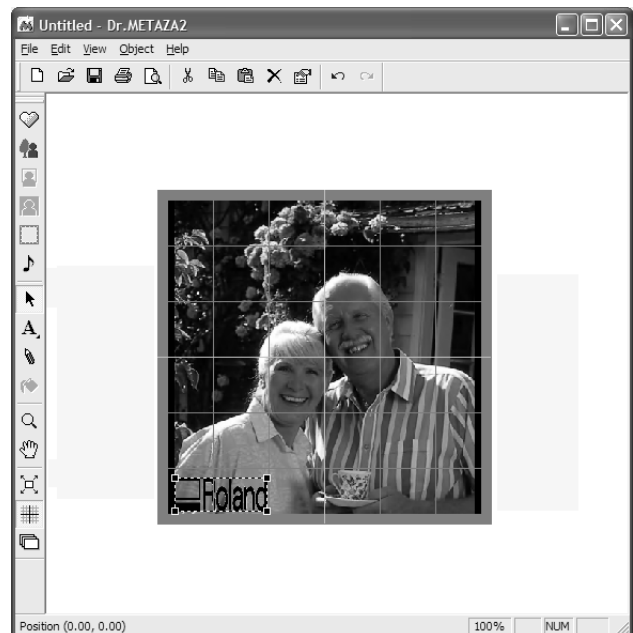 Untitled - Dr.METAZA2
File Edit View Object Help
A
Roland
Position (0.00, 0.00) 100% NUM